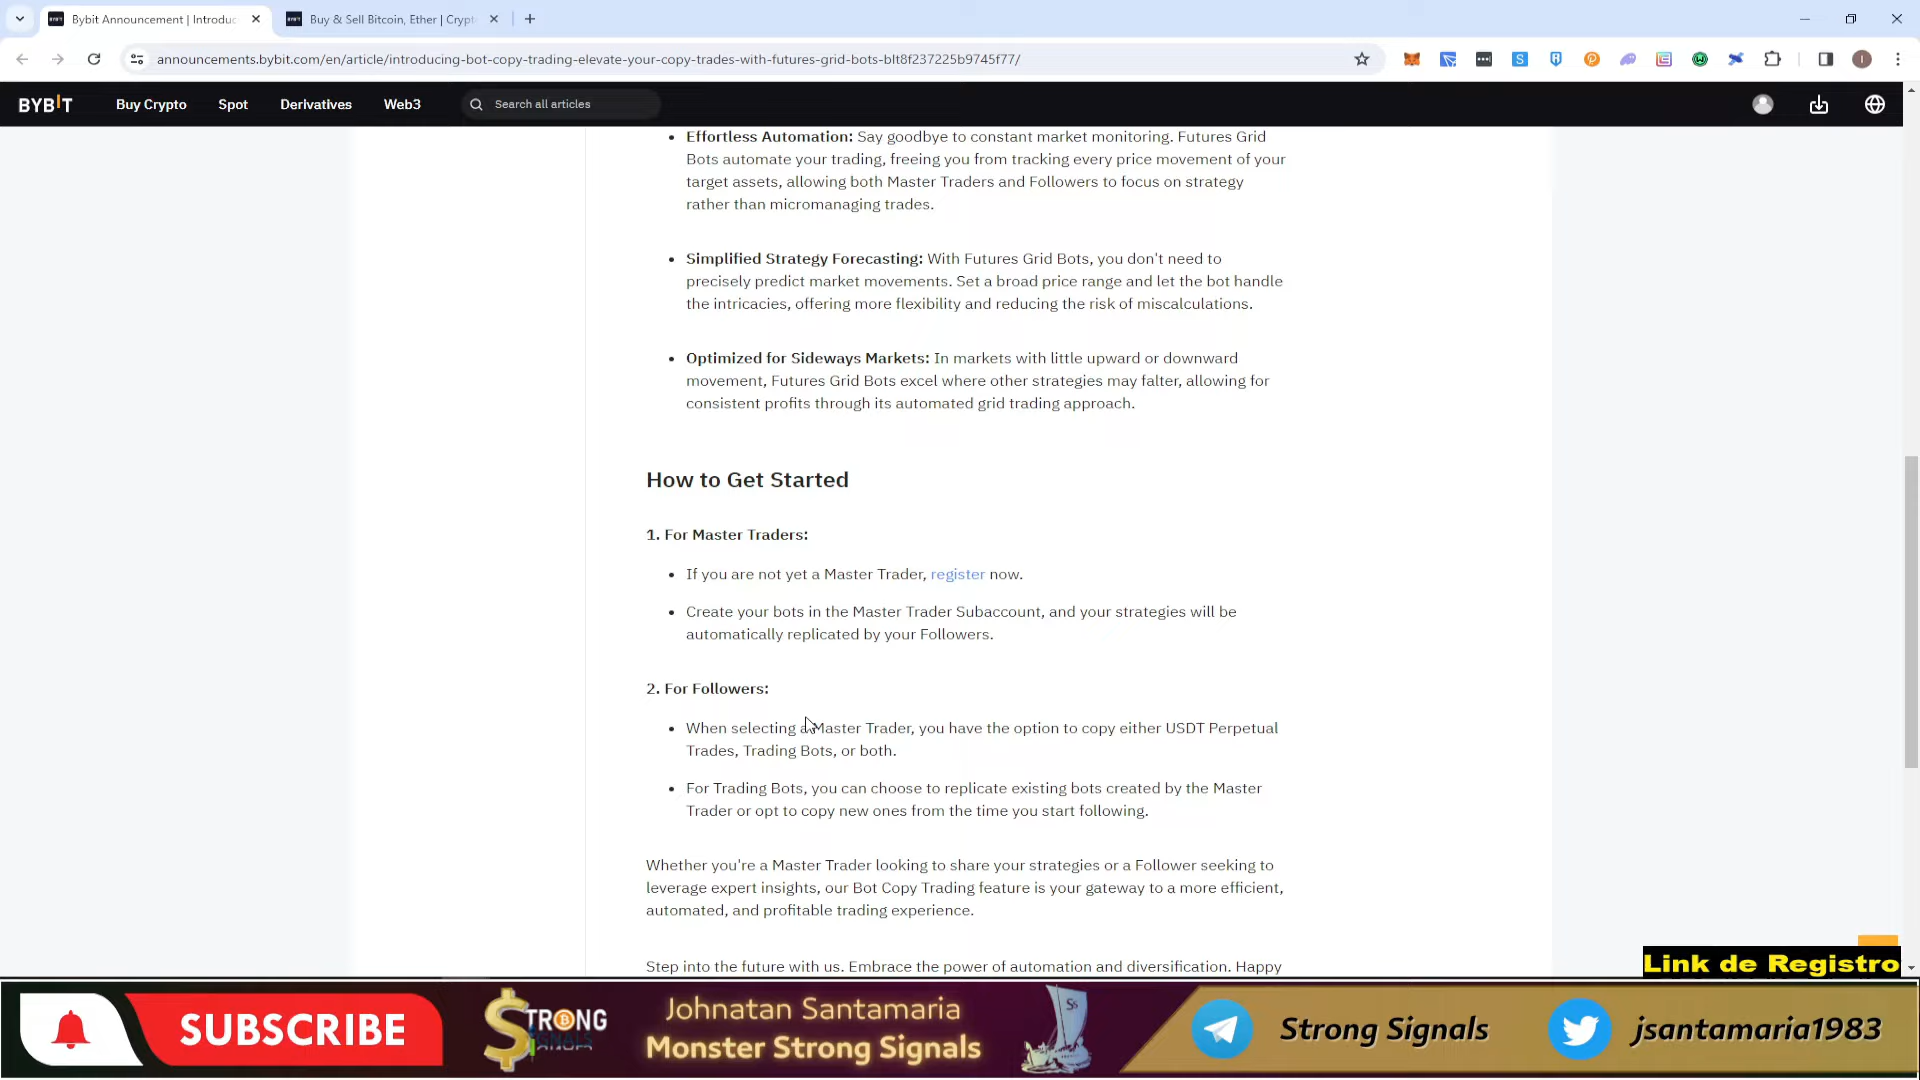 Bybit Announcement | Introduc
Buy & Sell Bitcoin, Ether | Crypt
announcements.bybit.com/en/article/introducing-bot-copy-trading-elevate-your-copy-trades-with-futures-grid-bots-blt8f237225b9745f77/
BYBIT
Buy Crypto
Spot
Derivatives
Web3
Search all articles
Effortless Automation: Say goodbye to constant market monitoring. Futures Grid
Bots automate your trading, freeing you from tracking every price movement of your
target assets, allowing both Master Traders and Followers to focus on strategy
rather than micromanaging trades.
Simplified Strategy Forecasting: With Futures Grid Bots, you don't need to
precisely predict market movements. Set a broad price range and let the bot handle
the intricacies, offering more flexibility and reducing the risk of miscalculations.
Optimized for Sideways Markets: In markets with little upward or downward
movement, Futures Grid Bots excel where other strategies may falter, allowing for
consistent profits through its automated grid trading approach.
How to Get Started
1. For Master Traders:
If you are not yet a Master Trader, register now.
Create your bots in the Master Trader Subaccount, and your strategies will be
automatically replicated by your Followers.
2. For Followers:
When selecting a Master Trader, you have the option to copy either USDT Perpetual
Trades, Trading Bots, or both.
For Trading Bots, you can choose to replicate existing bots created by the Master
Trader or opt to copy new ones from the time you start following.
Whether you're a Master Trader looking to share your strategies or a Follower seeking to
leverage expert insights, our Bot Copy Trading feature is your gateway to a more efficient,
automated, and profitable trading experience.
Step into the future with us. Embrace the power of automation and diversification. Happy
Link de Registro
SUBSCRIBE
STRONG
SIGNALS
Johnatan Santamaria
Monster Strong Signals
Strong Signals
jsantamaria1983